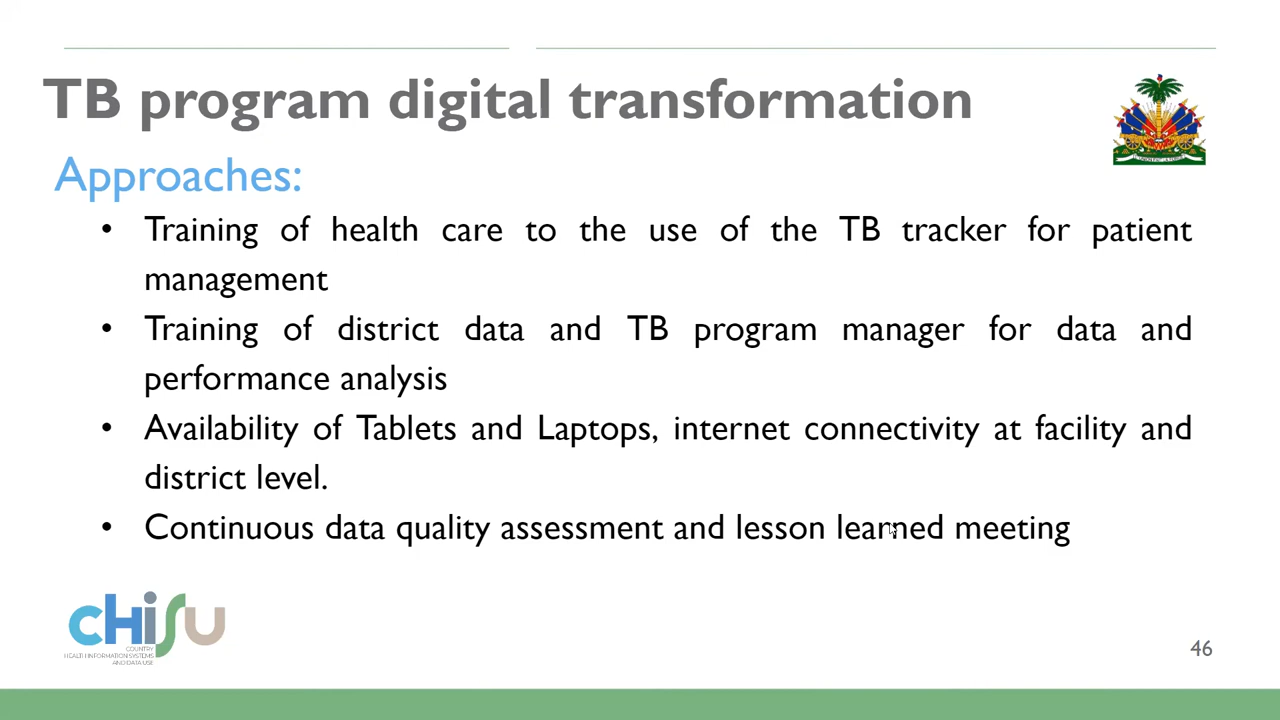 TB program digital transformation
Approaches:
• Training of health care to the use of the TB tracker for patient
management
• Training of district data and TB program manager for data and
performance analysis
• Availability of Tablets and Laptops, internet connectivity at facility and
district level.
• Continuous data quality assessment and lesson learned meeting
CHISU
COUNTRY
HEALTH INFORMATION SYSTEMS
AND DATA USE
46